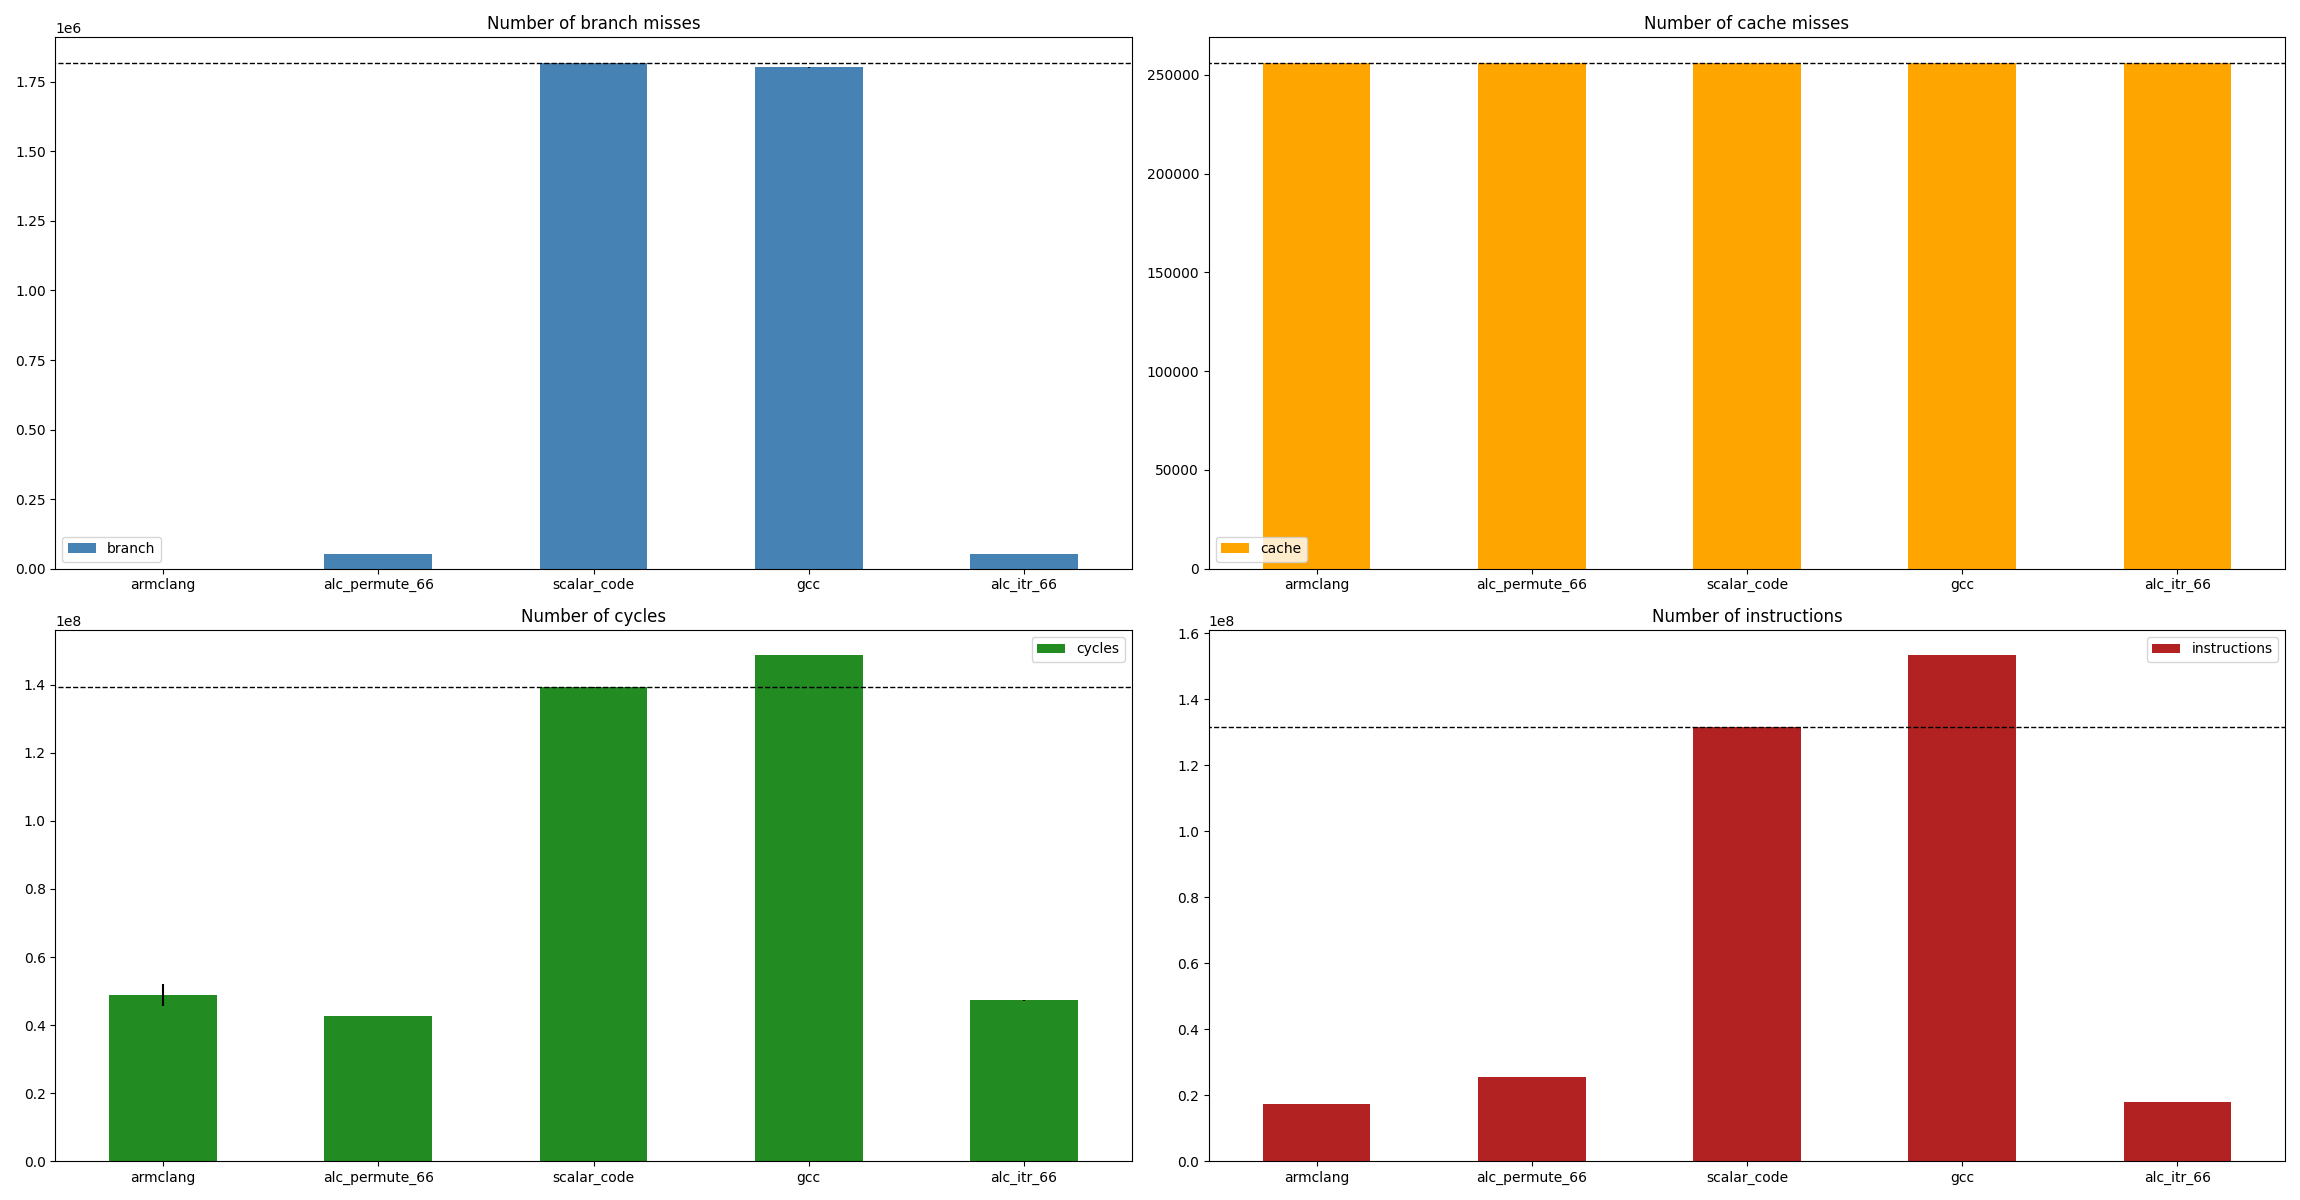 Number of branch misses
1e6
1.75
1.50
1.25
1.00
0.75
0.50
0.25
0.00
branch
armclang alc_permute_66 scalar_code gcc alc_itr_66
Number of cache misses
250000
200000
150000
100000
50000
0
cache
armclang alc_permute_66 scalar_code gcc alc_itr_66
Number of cycles
1e8
cycles
1.4
1.2
1.0
0.8
0.6
0.4
0.2
0.0
armclang alc_permute_66 scalar_code gcc alc_itr_66
Number of instructions
1e8
instructions
1.6
1.4
1.2
1.0
0.8
0.6
0.4
0.2
0.0
armclang alc_permute_66 scalar_code gcc alc_itr_66